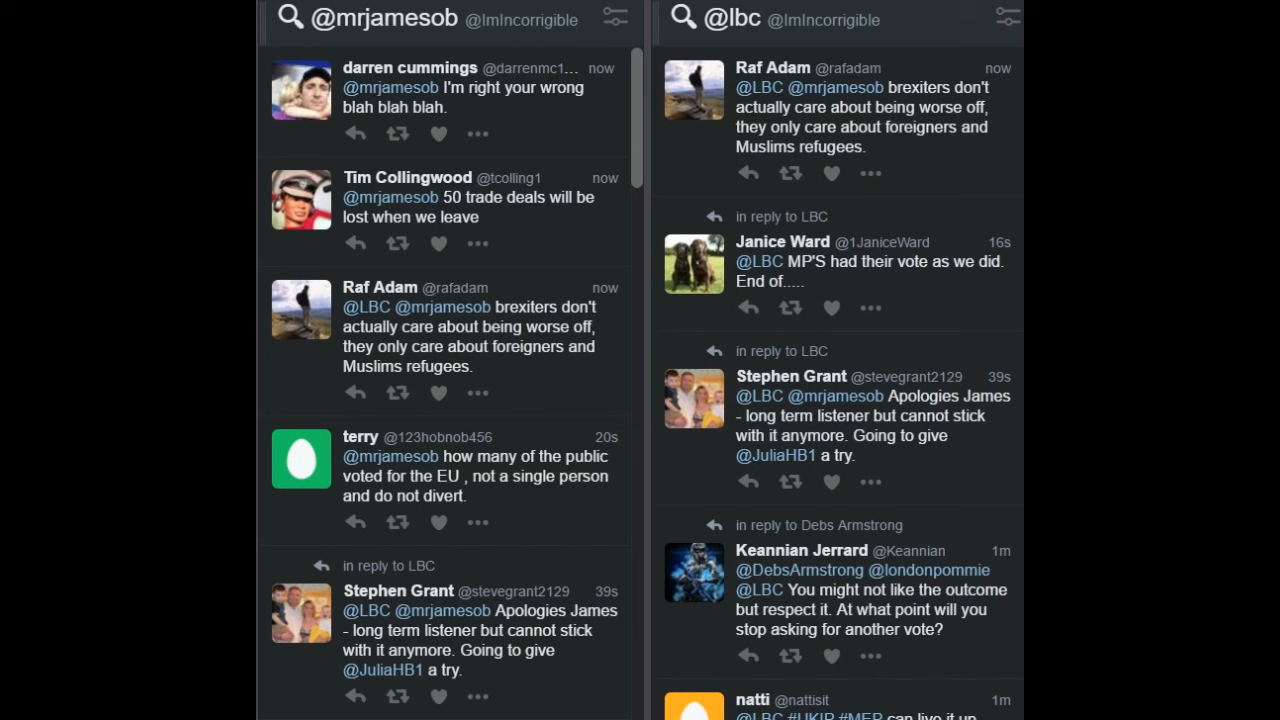 @mrjamesob @ImIncorrigible
darren cummings @darrenmc1... now
@mrjamesob I'm right your wrong
blah blah blah.
Tim Collingwood @tcolling1 now
@mrjamesob 50 trade deals will be
lost when we leave
Raf Adam @rafadam now
@LBC @mrjamesob brexiters don't
actually care about being worse off,
they only care about foreigners and
Muslims refugees.
terry @123hobnob456 20s
@mrjamesob how many of the public
voted for the EU , not a single person
and do not divert.
in reply to LBC
Stephen Grant @stevegrant2129 39s
@LBC @mrjamesob Apologies James
- long term listener but cannot stick
with it anymore. Going to give
@JuliaHB1 a try.
@lbc @ImIncorrigible
Raf Adam @rafadam now
@LBC @mrjamesob brexiters don't
actually care about being worse off,
they only care about foreigners and
Muslims refugees.
in reply to LBC
Janice Ward @1JaniceWard 16s
@LBC MP'S had their vote as we did.
End of.....
in reply to LBC
Stephen Grant @stevegrant2129 39s
@LBC @mrjamesob Apologies James
- long term listener but cannot stick
with it anymore. Going to give
@JuliaHB1 a try.
in reply to Debs Armstrong
Keannian Jerrard @Keannian 1m
@DebsArmstrong @londonpommie
@LBC You might not like the outcome
but respect it. At what point will you
stop asking for another vote?
natti @nattisit 1m
@LBC #UKIP #MEP can live it up